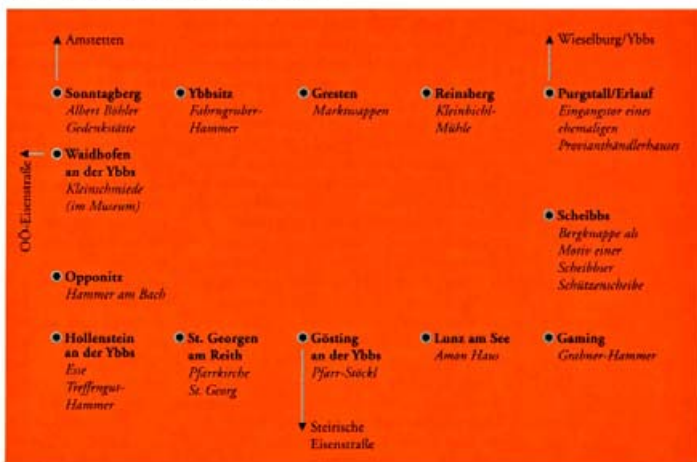 Amstetten
Wieselburg/Ybbs
Sonntagberg
Albert Böhler
Gedenkstätte
Ybbsitz
Fahrngruber-
Hammer
Gresten
Marktwappen
Reinsberg
Kleinbichl-
Mühle
Purgstall/Erlauf
Eingangstor eines
ehemaligen
Provianthändlerhauses
OÖ-Eisenstraße
Waidhofen
an der Ybbs
Kleinschmiede
(im Museum)
Scheibbs
Bergknappe als
Motiv einer
Scheibbser
Schützenscheibe
Opponitz
Hammer am Bach
Hollenstein
an der Ybbs
Esse
Treffengut-
Hammer
St. Georgen
am Reith
Pfarrkirche
St. Georg
Gösting
an der Ybbs
Pfarr-Stöckl
Lunz am See
Amon Haus
Gaming
Grabner-Hammer
Steirische
Eisenstraße